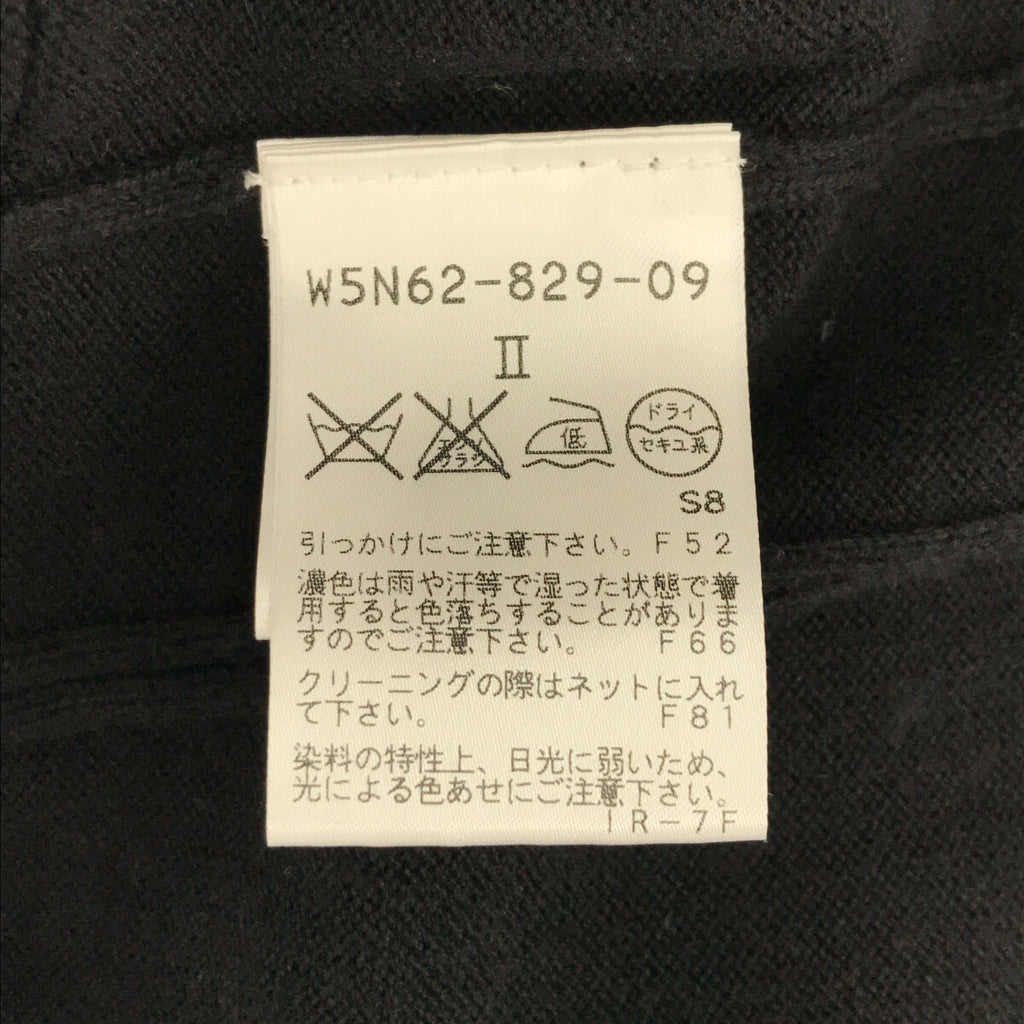 W5N62-829-09
II
エンソ
サラシ
低
ドライ
セキユ系
S8
引っかけにご注意下さい。F52
濃色は雨や汗等で湿った状態で着
用すると色落ちすることがありま
すのでご注意下さい。 F66
クリーニングの際はネットに入れ
て下さい。 F81
染料の特性上、日光に弱いため、
光による色あせにご注意下さい。
IR-7F